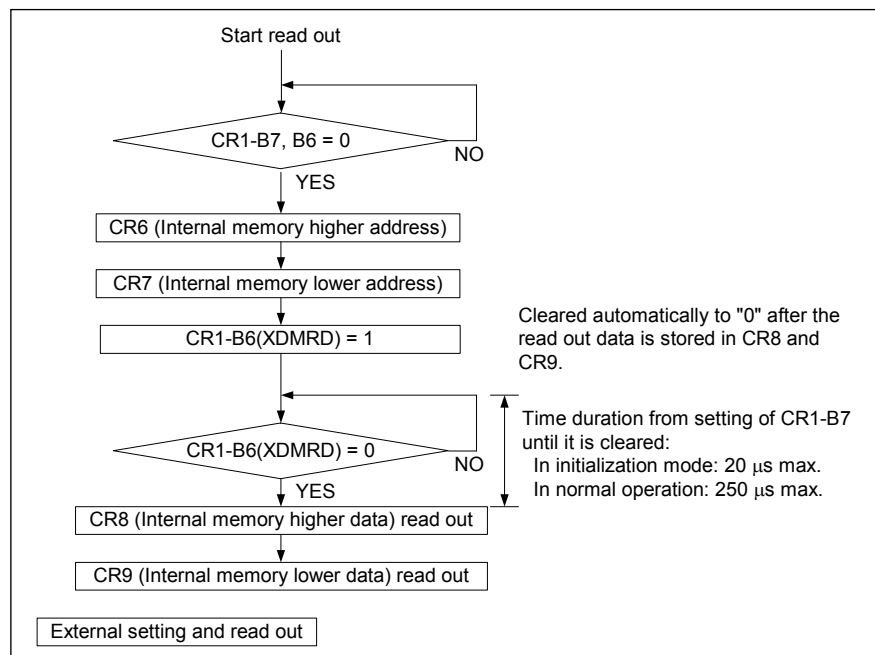 Start read out
CR1-B7, B6 = 0
NO
YES
CR6 (Internal memory higher address)
CR7 (Internal memory lower address)
CR1-B6(XDMRD) = 1
Cleared automatically to "0" after the
read out data is stored in CR8 and
CR9.
CR1-B6(XDMRD) = 0
NO
YES
Time duration from setting of CR1-B7
until it is cleared:
In initialization mode: 20 μs max.
In normal operation: 250 μs max.
CR8 (Internal memory higher data) read out
CR9 (Internal memory lower data) read out
External setting and read out